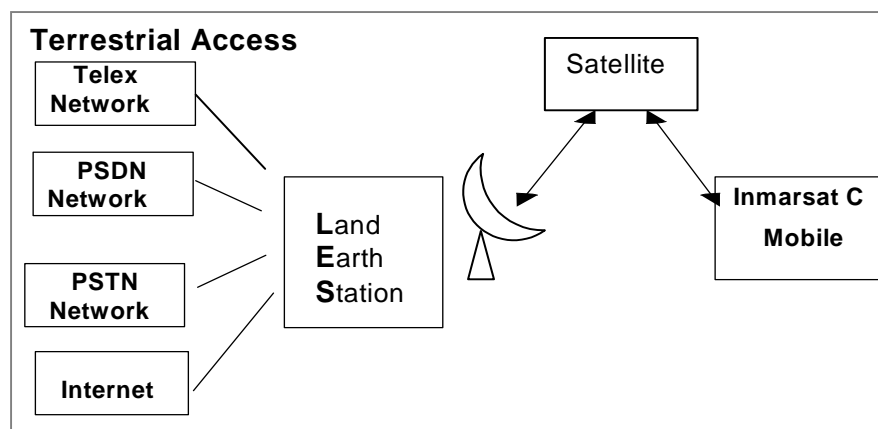 Terrestrial Access
Telex
Network
PSDN
Network
PSTN
Network
Internet
Land
Earth
Station
Satellite
Inmarsat C
Mobile